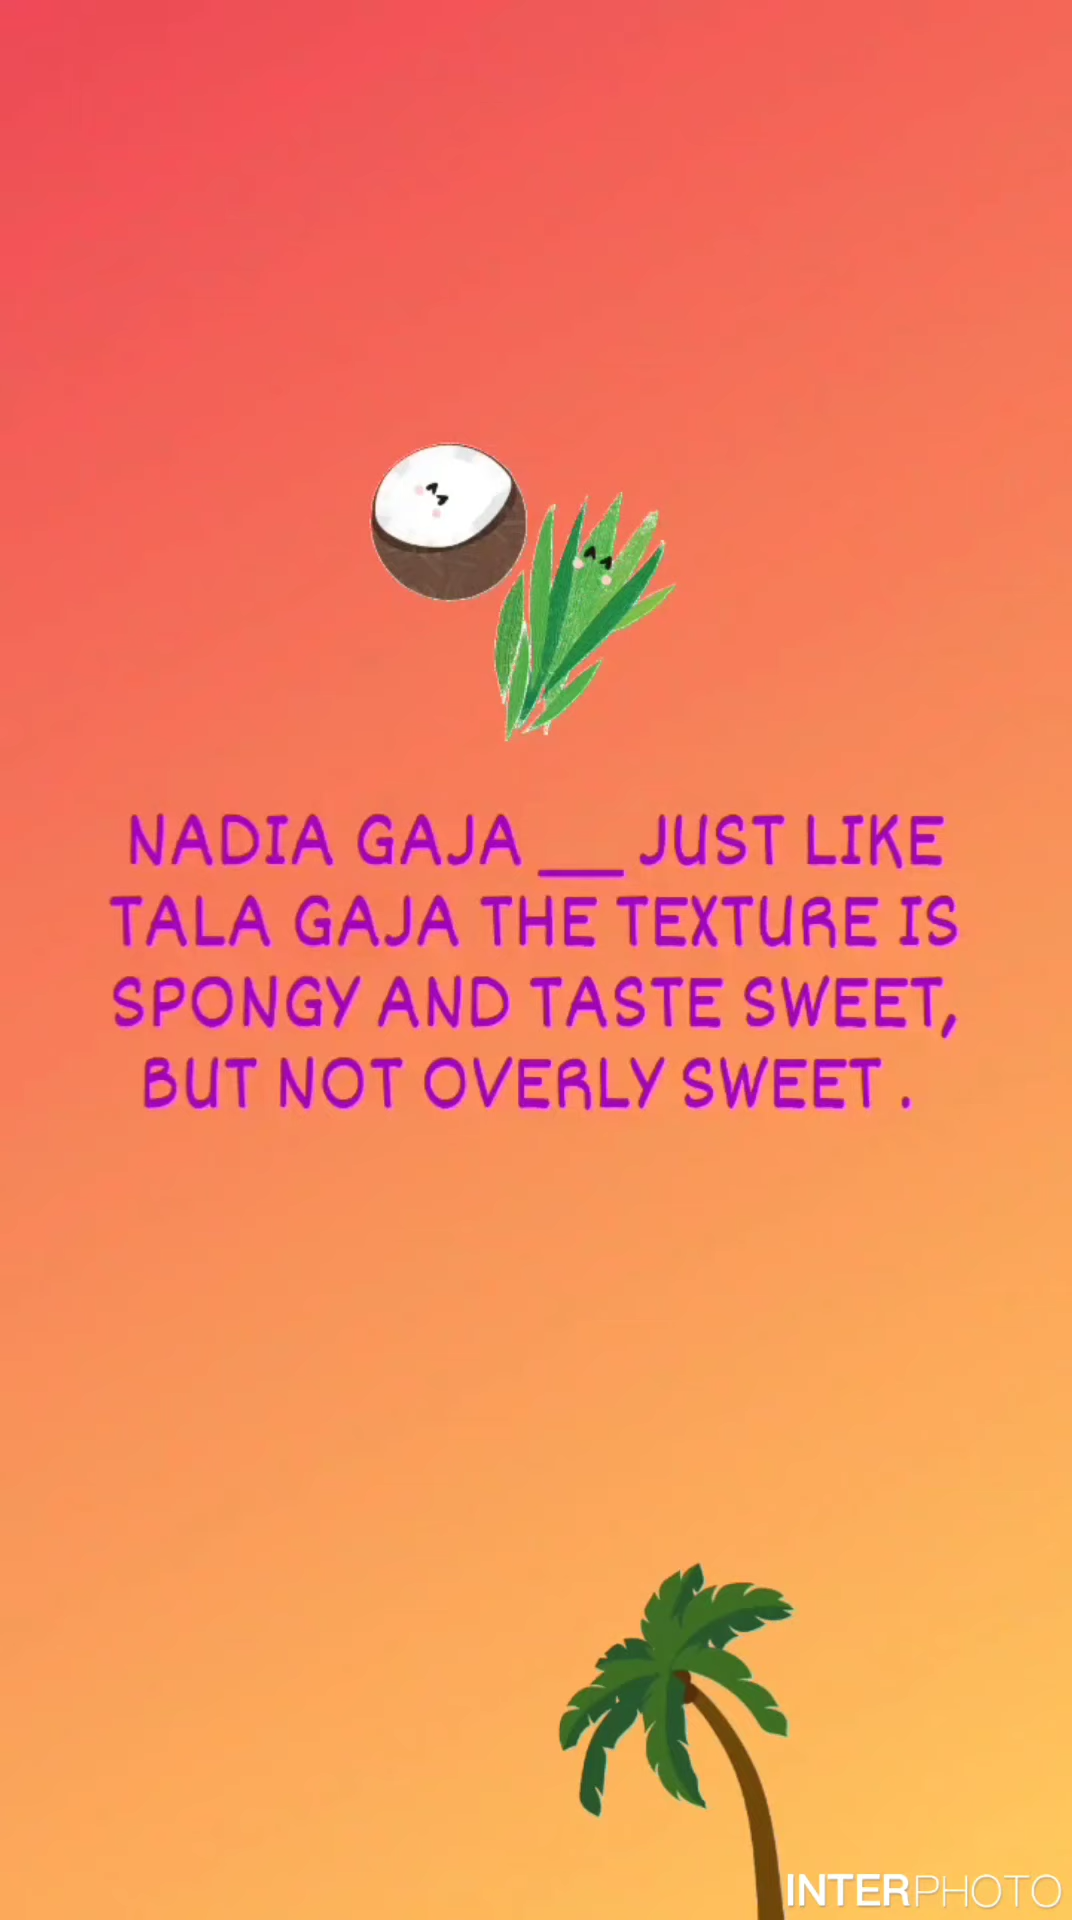 NADIA GAJA __ JUST LIKE
TALA GAJA THE TEXTURE IS
SPONGY AND TASTE SWEET,
BUT NOT OVERLY SWEET .
INTERPHOTO